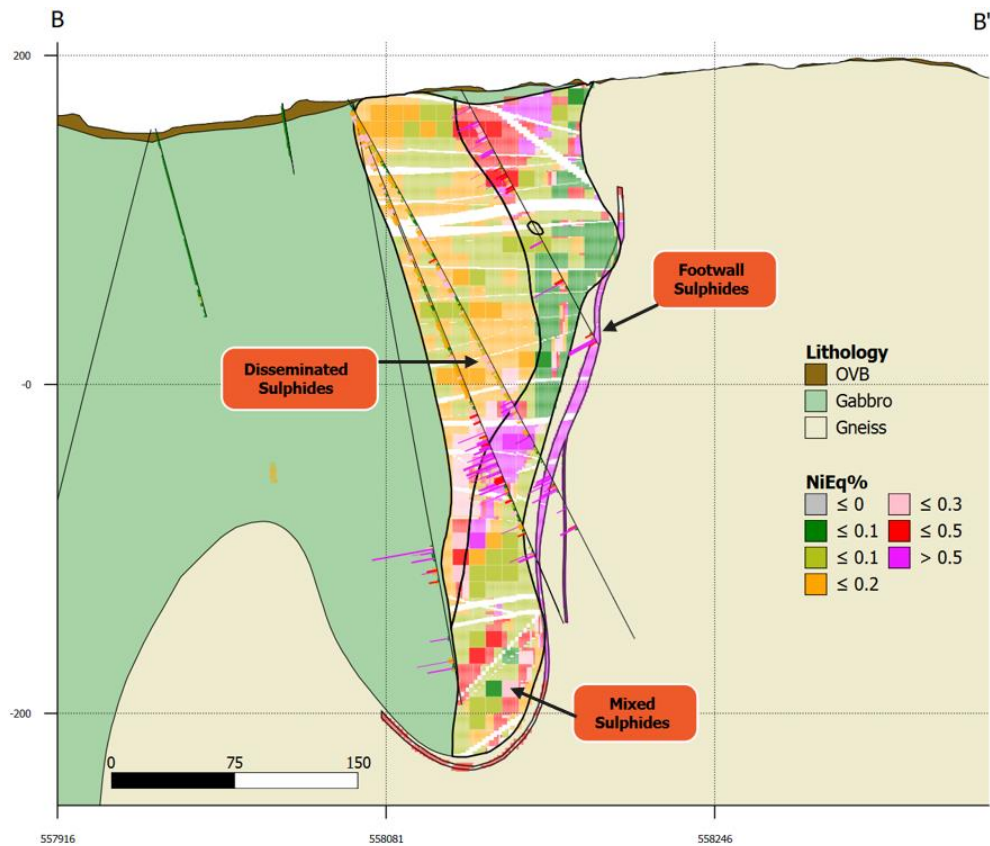 B
B'
200
Footwall
Sulphides
Disseminated
Sulphides
-0
Lithology
OVB
Gabbro
Gneiss
NiEq%
≤ 0
≤ 0.3
≤ 0.1
≤ 0.5
≤ 0.1
> 0.5
≤ 0.2
Mixed
Sulphides
-200
0
75
150
557916
558081
558246